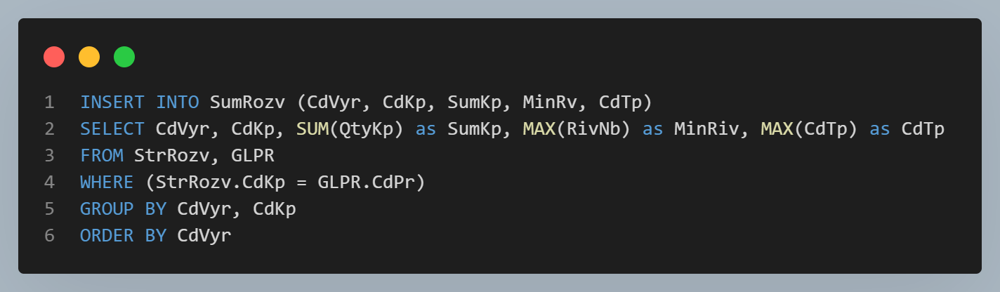 1 INSERT INTO SumRozv (CdVyr, CdKp, SumKp, MinRv, CdTp)
2 SELECT CdVyr, CdKp, SUM(QtyKp) as SumKp, MAX(RivNb) as MinRiv, MAX(CdTp) as CdTp
3 FROM StrRozv, GLPR
4 WHERE (StrRozv.CdKp = GLPR.CdPr)
5 GROUP BY CdVyr, CdKp
6 ORDER BY CdVyr